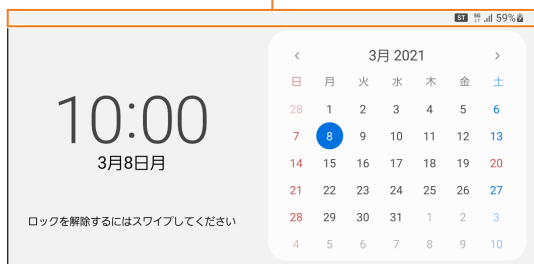 ST 5G 59%
10:00
3月8日月
ロックを解除するにはスワイプしてください
< 3月 2021 >
日 月 火 水 木 金 土
28 1 2 3 4 5 6
7 8 9 10 11 12 13
14 15 16 17 18 19 20
21 22 23 24 25 26 27
28 29 30 31 1 2 3
4 5 6 7 8 9 10